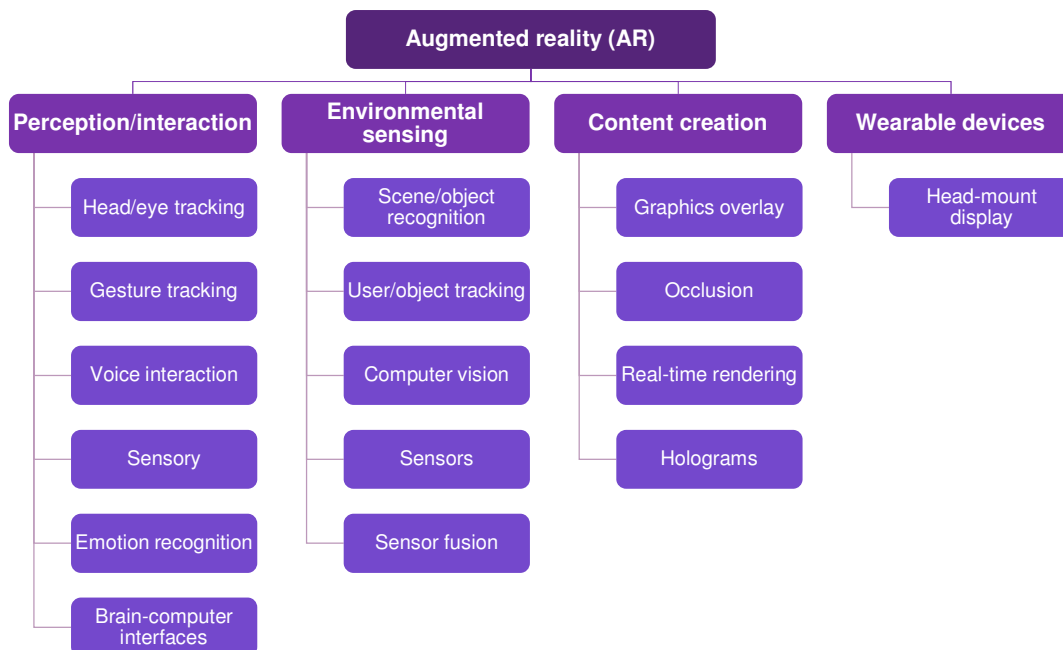 Augmented reality (AR)
Perception/interaction
Head/eye tracking
Gesture tracking
Voice interaction
Sensory
Emotion recognition
Brain-computer
interfaces
Environmental
sensing
Scene/object
recognition
User/object tracking
Computer vision
Sensors
Sensor fusion
Content creation
Graphics overlay
Occlusion
Real-time rendering
Holograms
Wearable devices
Head-mount
display